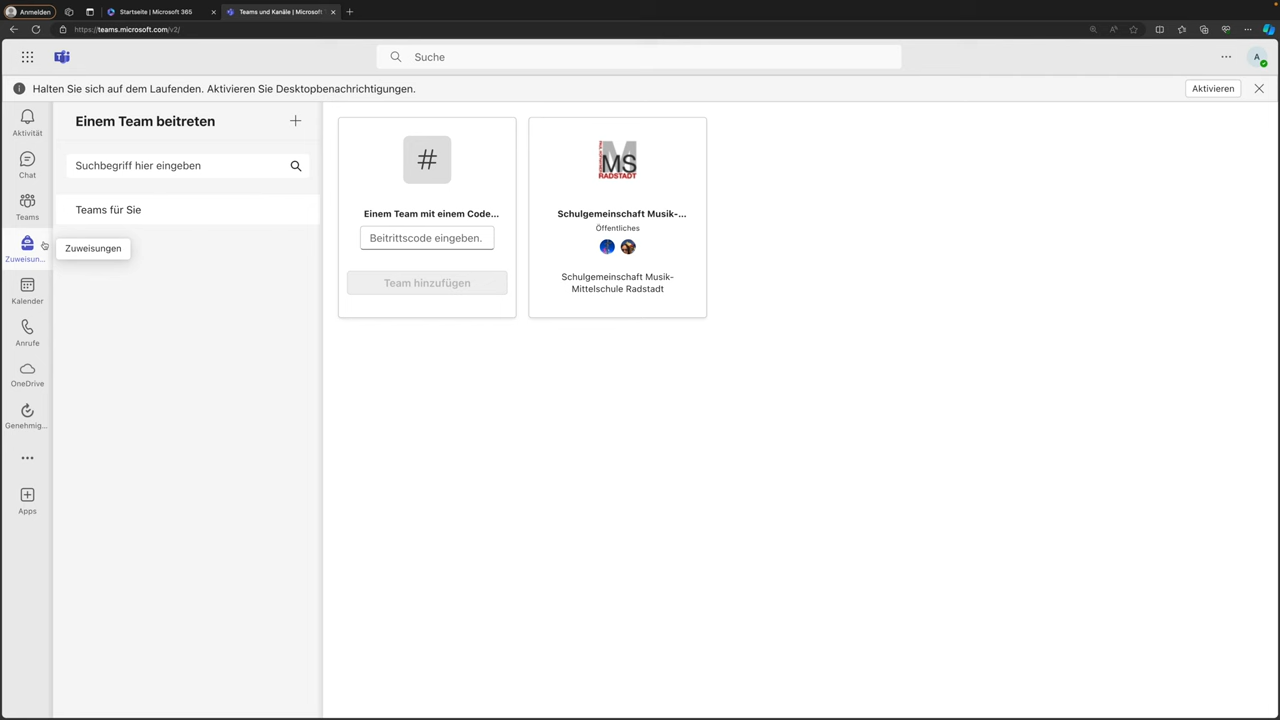 Anmelden
Startseite | Microsoft 365
Teams und Kanäle | Microsoft
https://teams.microsoft.com/v2/
Suche
A
Halten Sie sich auf dem Laufenden. Aktivieren Sie Desktopbenachrichtigungen.
Aktivieren
Aktivität
Chat
Teams
Zuweisun...
Kalender
Anrufe
OneDrive
Genehmig...
Apps
Zuweisungen
Einem Team beitreten
Suchbegriff hier eingeben
Teams für Sie
#
Einem Team mit einem Code...
Beitrittscode eingeben.
Team hinzufügen
MS
RADSTADT
Schulgemeinschaft Musik-...
Öffentliches
Schulgemeinschaft Musik-
Mittelschule Radstadt